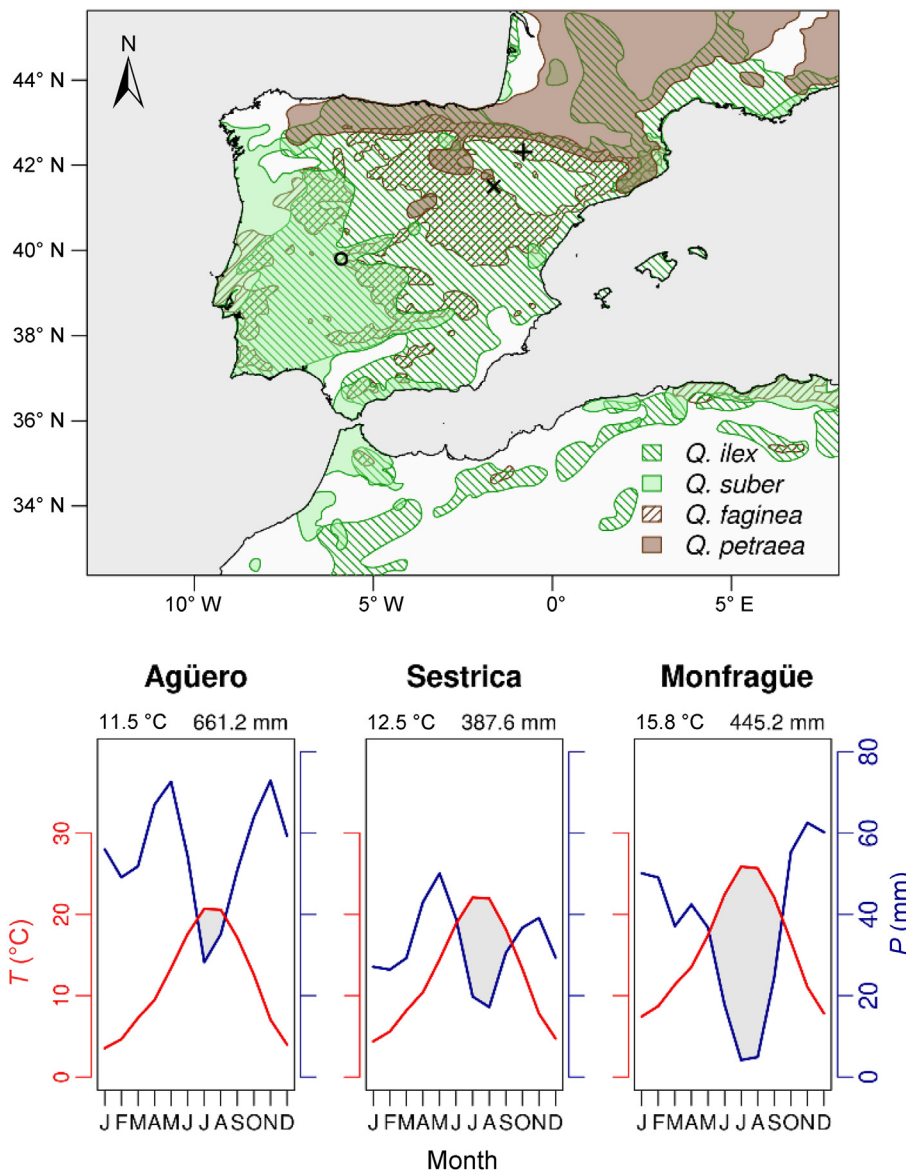 N
44° N
42° N
40° N
38° N
36° N
34° N
Q. ilex
Q. suber
Q. faginea
Q. petraea
10° W 5° W 0° 5° E
Agüero Sestrica Monfragüe
11.5 °C 661.2 mm 12.5 °C 387.6 mm 15.8 °C 445.2 mm
80
30 60
20 40
10 20
0 0
T (°C)
P (mm)
J F M A M J J A S O N D J F M A M J J A S O N D J F M A M J J A S O N D
Month